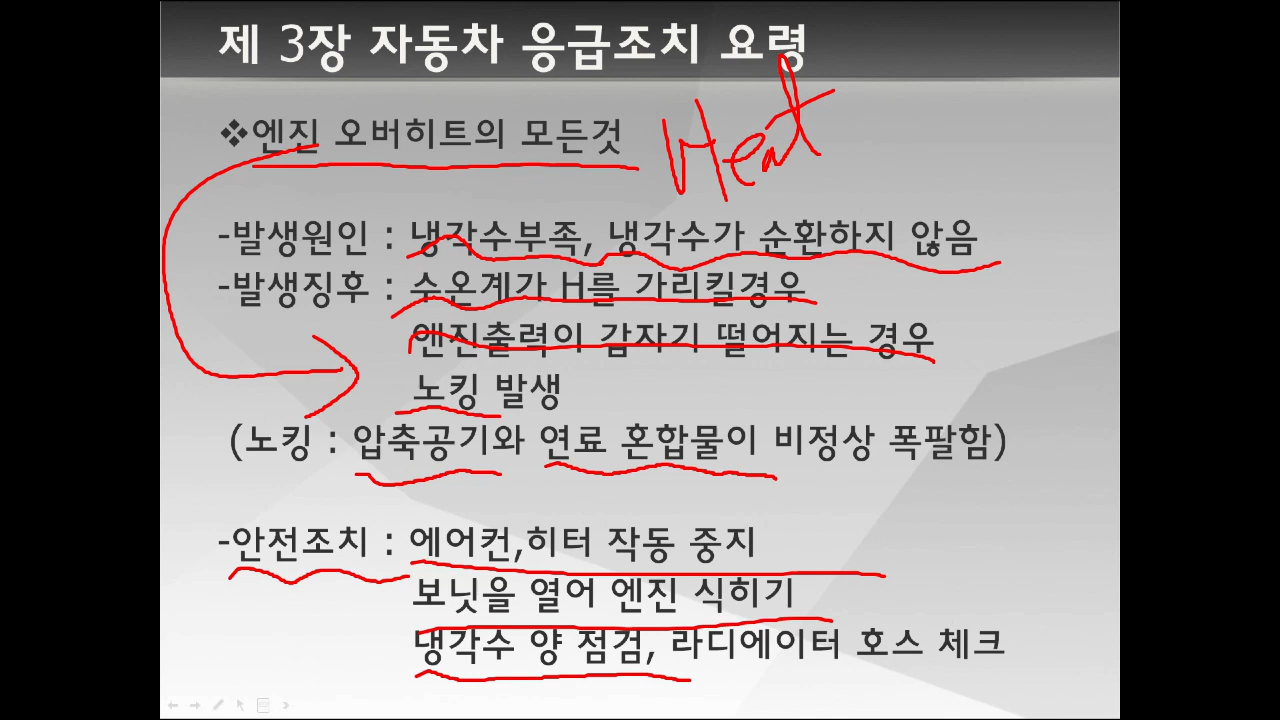 제 3장 자동차 응급조치 요령
❖엔진 오버히트의 모든것
Heat
-발생원인 : 냉각수부족, 냉각수가 순환하지 않음
-발생징후 : 수온계가 H를 가리킬경우
엔진출력이 갑자기 떨어지는 경우
노킹 발생
(노킹 : 압축공기와 연료 혼합물이 비정상 폭팔함)
-안전조치 : 에어컨,히터 작동 중지
보닛을 열어 엔진 식히기
냉각수 양 점검, 라디에이터 호스 체크